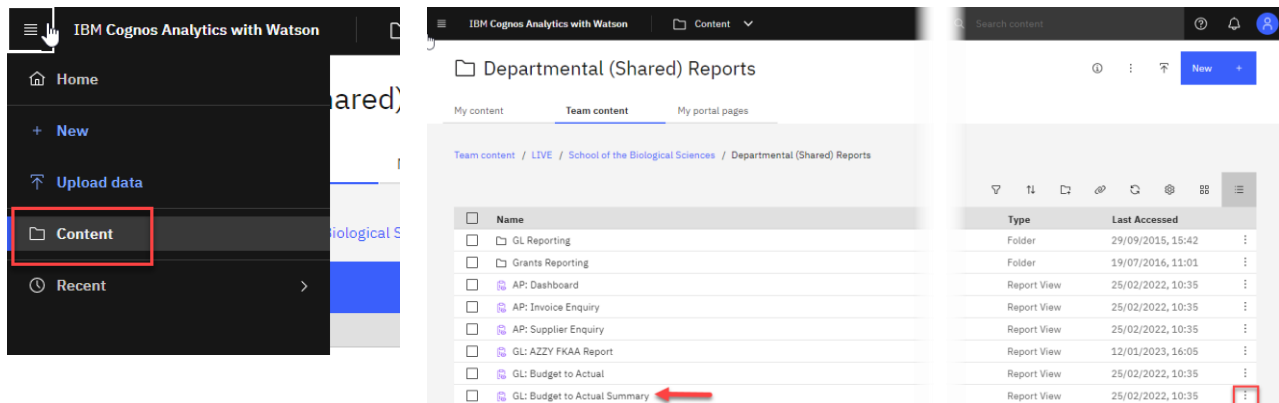 IBM Cognos Analytics with Watson
Home
+ New
Upload data
Content
Recent
ared)
iological S
IBM Cognos Analytics with Watson
Content
Search content
Departmental (Shared) Reports
New +
My content Team content My portal pages
Team content / LIVE / School of the Biological Sciences / Departmental (Shared) Reports
Name Type Last Accessed
GL Reporting Folder 29/09/2015, 15:42
Grants Reporting Folder 19/07/2016, 11:01
AP: Dashboard Report View 25/02/2022, 10:35
AP: Invoice Enquiry Report View 25/02/2022, 10:35
AP: Supplier Enquiry Report View 25/02/2022, 10:35
GL: AZZY FKAA Report Report View 12/01/2023, 16:05
GL: Budget to Actual Report View 25/02/2022, 10:35
GL: Budget to Actual Summary Report View 25/02/2022, 10:35